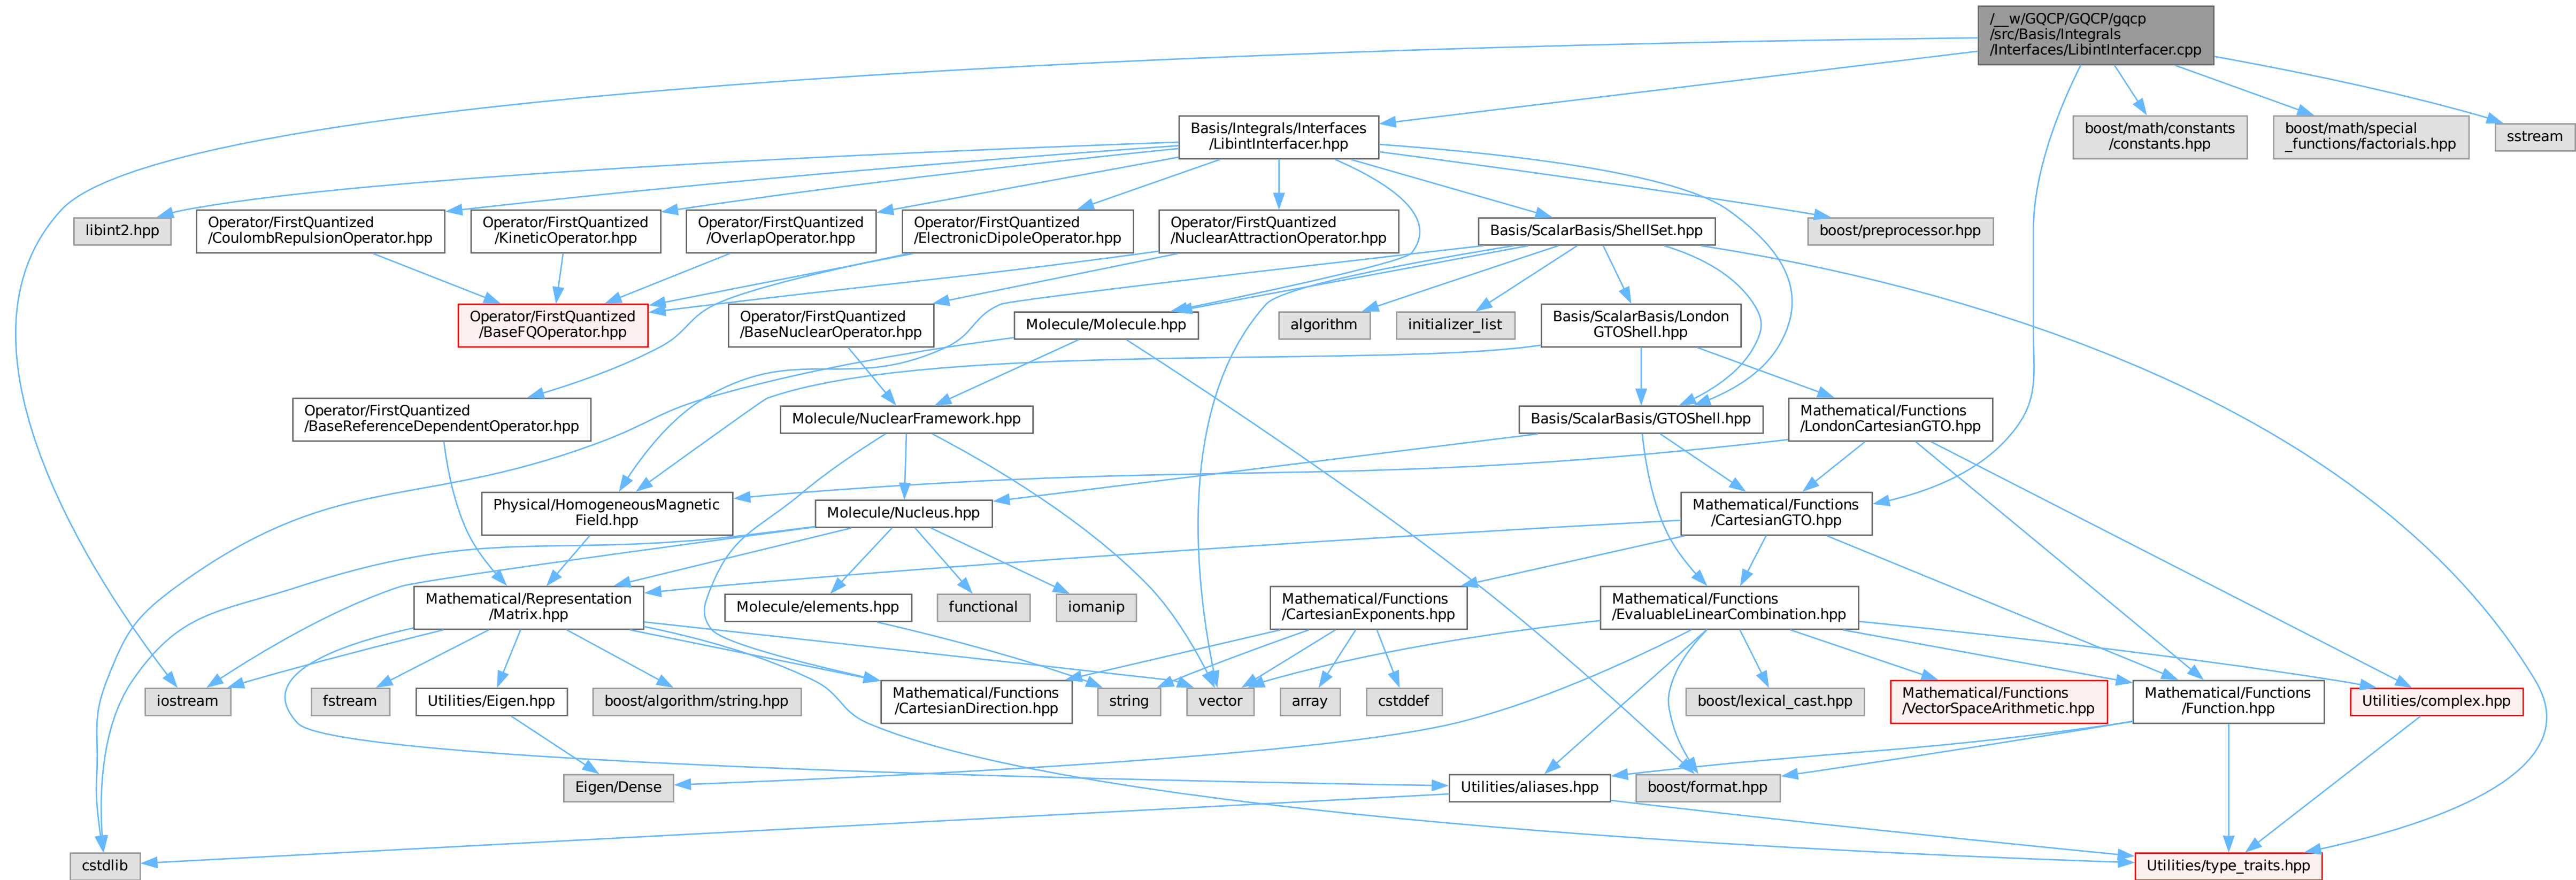 /__w/GQCP/GQCP/gqcp
/src/Basis/Integrals
/Interfaces/LibintInterfacer.cpp
Basis/Integrals/Interfaces
/LibintInterfacer.hpp
boost/math/constants
/constants.hpp
boost/math/special
_functions/factorials.hpp
sstream
libint2.hpp
Operator/FirstQuantized
/CoulombRepulsionOperator.hpp
Operator/FirstQuantized
/KineticOperator.hpp
Operator/FirstQuantized
/OverlapOperator.hpp
Operator/FirstQuantized
/ElectronicDipoleOperator.hpp
Operator/FirstQuantized
/NuclearAttractionOperator.hpp
Basis/ScalarBasis/ShellSet.hpp
boost/preprocessor.hpp
Operator/FirstQuantized
/BaseFQOperator.hpp
Operator/FirstQuantized
/BaseNuclearOperator.hpp
Molecule/Molecule.hpp
algorithm
initializer_list
Basis/ScalarBasis/London
GTOShell.hpp
Operator/FirstQuantized
/BaseReferenceDependentOperator.hpp
Molecule/NuclearFramework.hpp
Basis/ScalarBasis/GTOShell.hpp
Mathematical/Functions
/LondonCartesianGTO.hpp
Physical/HomogeneousMagnetic
Field.hpp
Molecule/Nucleus.hpp
Mathematical/Functions
/CartesianGTO.hpp
Mathematical/Representation
/Matrix.hpp
Molecule/elements.hpp
functional
iomanip
Mathematical/Functions
/CartesianExponents.hpp
Mathematical/Functions
/EvaluableLinearCombination.hpp
iostream
fstream
Utilities/Eigen.hpp
boost/algorithm/string.hpp
Mathematical/Functions
/CartesianDirection.hpp
string
vector
array
cstddef
boost/lexical_cast.hpp
Mathematical/Functions
/VectorSpaceArithmetic.hpp
Mathematical/Functions
/Function.hpp
Utilities/complex.hpp
Eigen/Dense
Utilities/aliases.hpp
boost/format.hpp
cstdlib
Utilities/type_traits.hpp